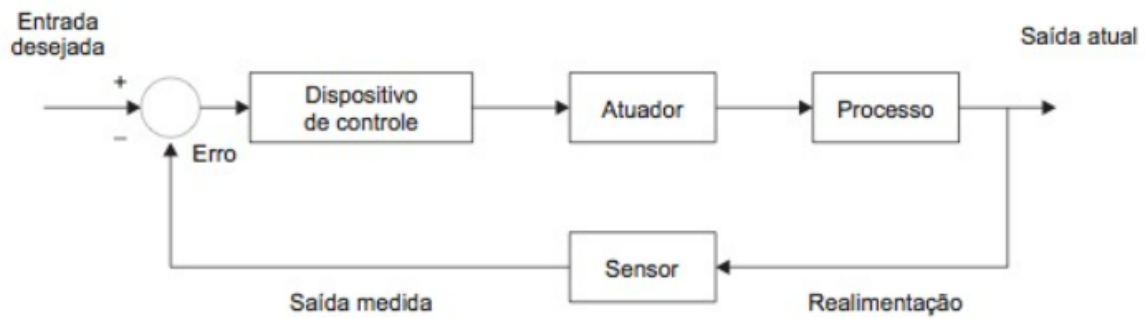 Entrada
desejada
Saída atual
+
Dispositivo
de controle
Atuador
Processo
–
Erro
Sensor
Saída medida
Realimentação